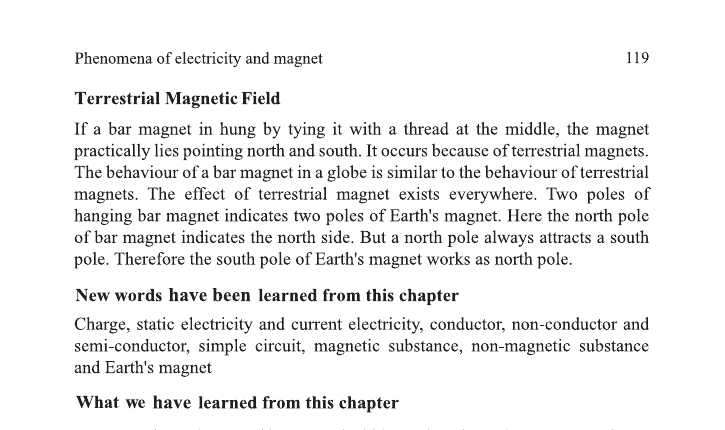 Phenomena of electricity and magnet 119
Terrestrial Magnetic Field
If a bar magnet in hung by tying it with a thread at the middle, the magnet
practically lies pointing north and south. It occurs because of terrestrial magnets.
The behaviour of a bar magnet in a globe is similar to the behaviour of terrestrial
magnets. The effect of terrestrial magnet exists everywhere. Two poles of
hanging bar magnet indicates two poles of Earth's magnet. Here the north pole
of bar magnet indicates the north side. But a north pole always attracts a south
pole. Therefore the south pole of Earth's magnet works as north pole.
New words have been learned from this chapter
Charge, static electricity and current electricity, conductor, non-conductor and
semi-conductor, simple circuit, magnetic substance, non-magnetic substance
and Earth's magnet
What we have learned from this chapter